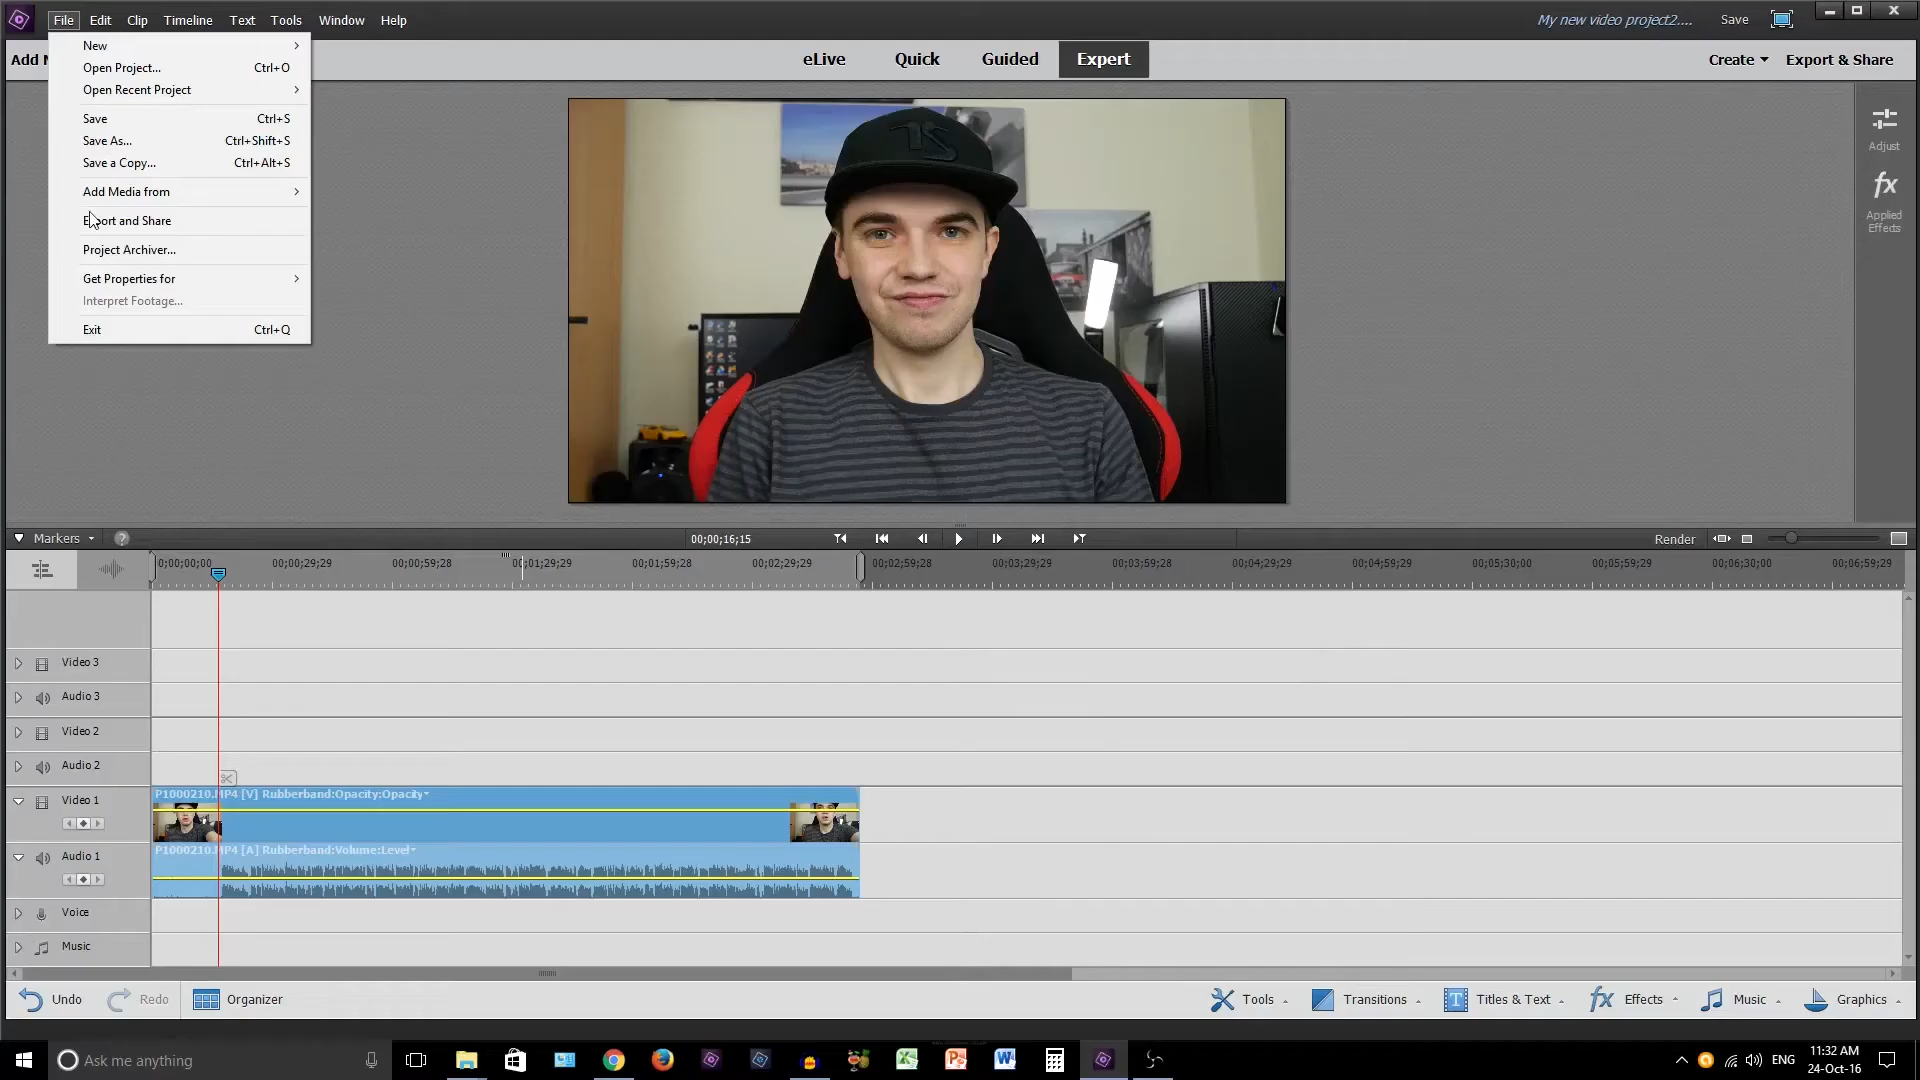 File Edit Clip Timeline Text Tools Window Help
My new video project2.... Save
Add M
eLive Quick Guided Expert
Create Export & Share
New
Open Project... Ctrl+O
Open Recent Project
Save Ctrl+S
Save As... Ctrl+Shift+S
Save a Copy... Ctrl+Alt+S
Add Media from
Export and Share
Project Archiver...
Get Properties for
Interpret Footage...
Exit Ctrl+Q
Adjust
fx
Applied
Effects
TS
Markers ? 00;00;16;15 Render
0;00;00;00 00;00;29;29 00;00;59;28 00;01;29;29 00;01;59;28 00;02;29;29 00;02;59;28 00;03;29;29 00;03;59;28 00;04;29;29 00;04;59;29 00;05;30;00 00;05;59;29 00;06;30;00 00;06;59;29
Video 3
Audio 3
Video 2
Audio 2
Video 1
P1000210.MP4 [V] Rubberband:Opacity:Opacity
Audio 1
P1000210.MP4 [A] Rubberband:Volume:Level
Voice
Music
Undo Redo Organizer Tools Transitions T Titles & Text fx Effects Music Graphics
Ask me anything
ENG 11:32 AM
24-Oct-16